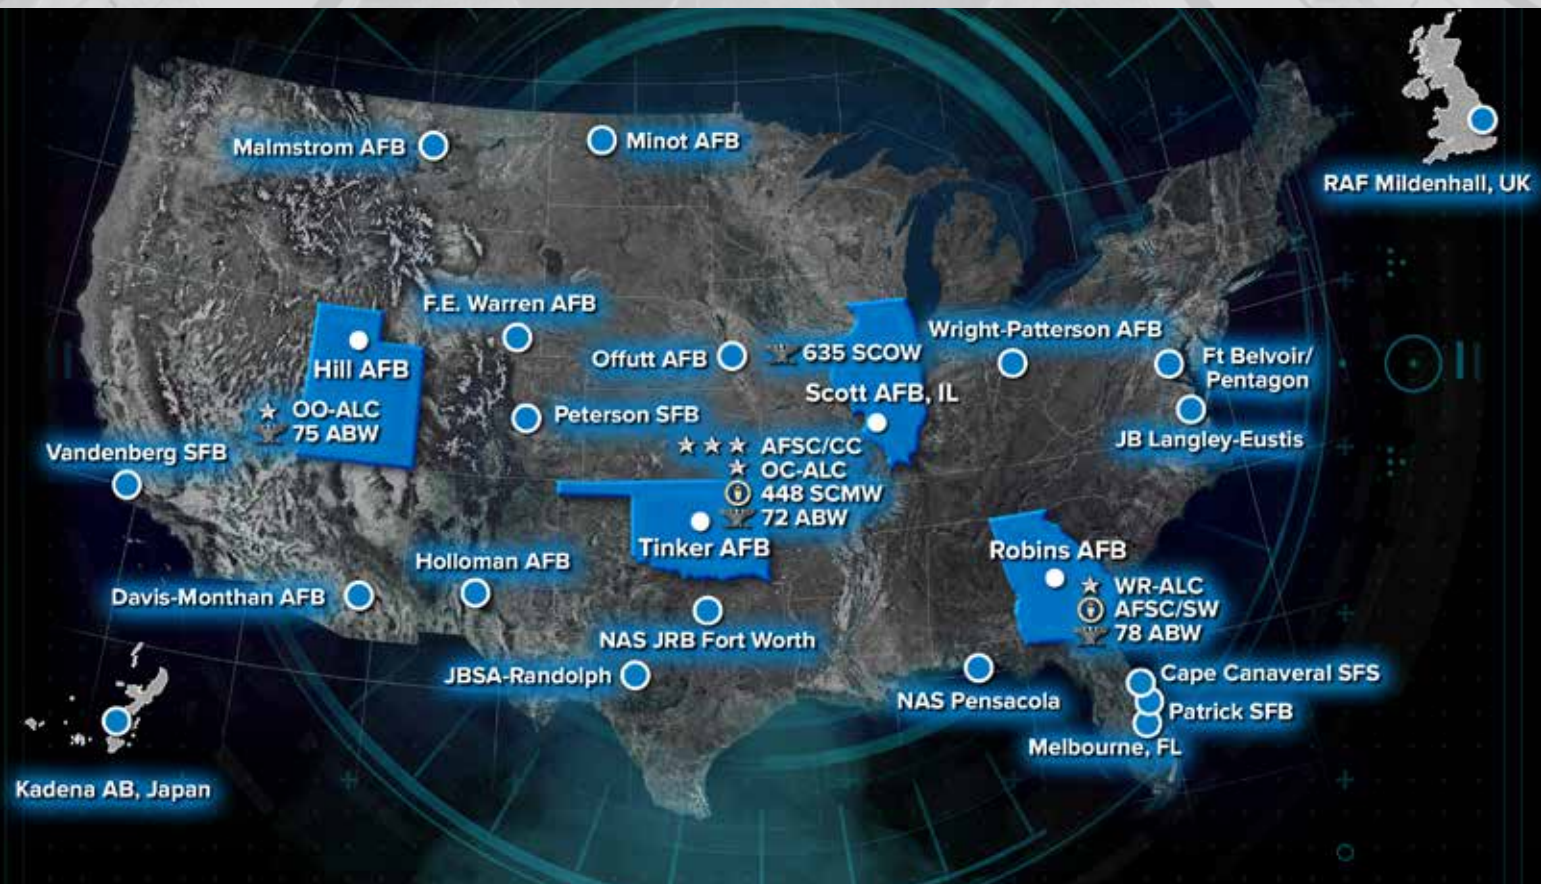 Malmstrom AFB
Minot AFB
RAF Mildenhall, UK
F.E. Warren AFB
Wright-Patterson AFB
Offutt AFB
635 SCOW
Ft Belvoir/
Pentagon
Hill AFB
Scott AFB, IL
OO-ALC
75 ABW
Peterson SFB
JB Langley-Eustis
Vandenberg SFB
AFSC/CC
OC-ALC
448 SCMW
72 ABW
Tinker AFB
Robins AFB
Holloman AFB
WR-ALC
AFSC/SW
78 ABW
Davis-Monthan AFB
NAS JRB Fort Worth
JBSA-Randolph
Cape Canaveral SFS
NAS Pensacola
Patrick SFB
Melbourne, FL
Kadena AB, Japan